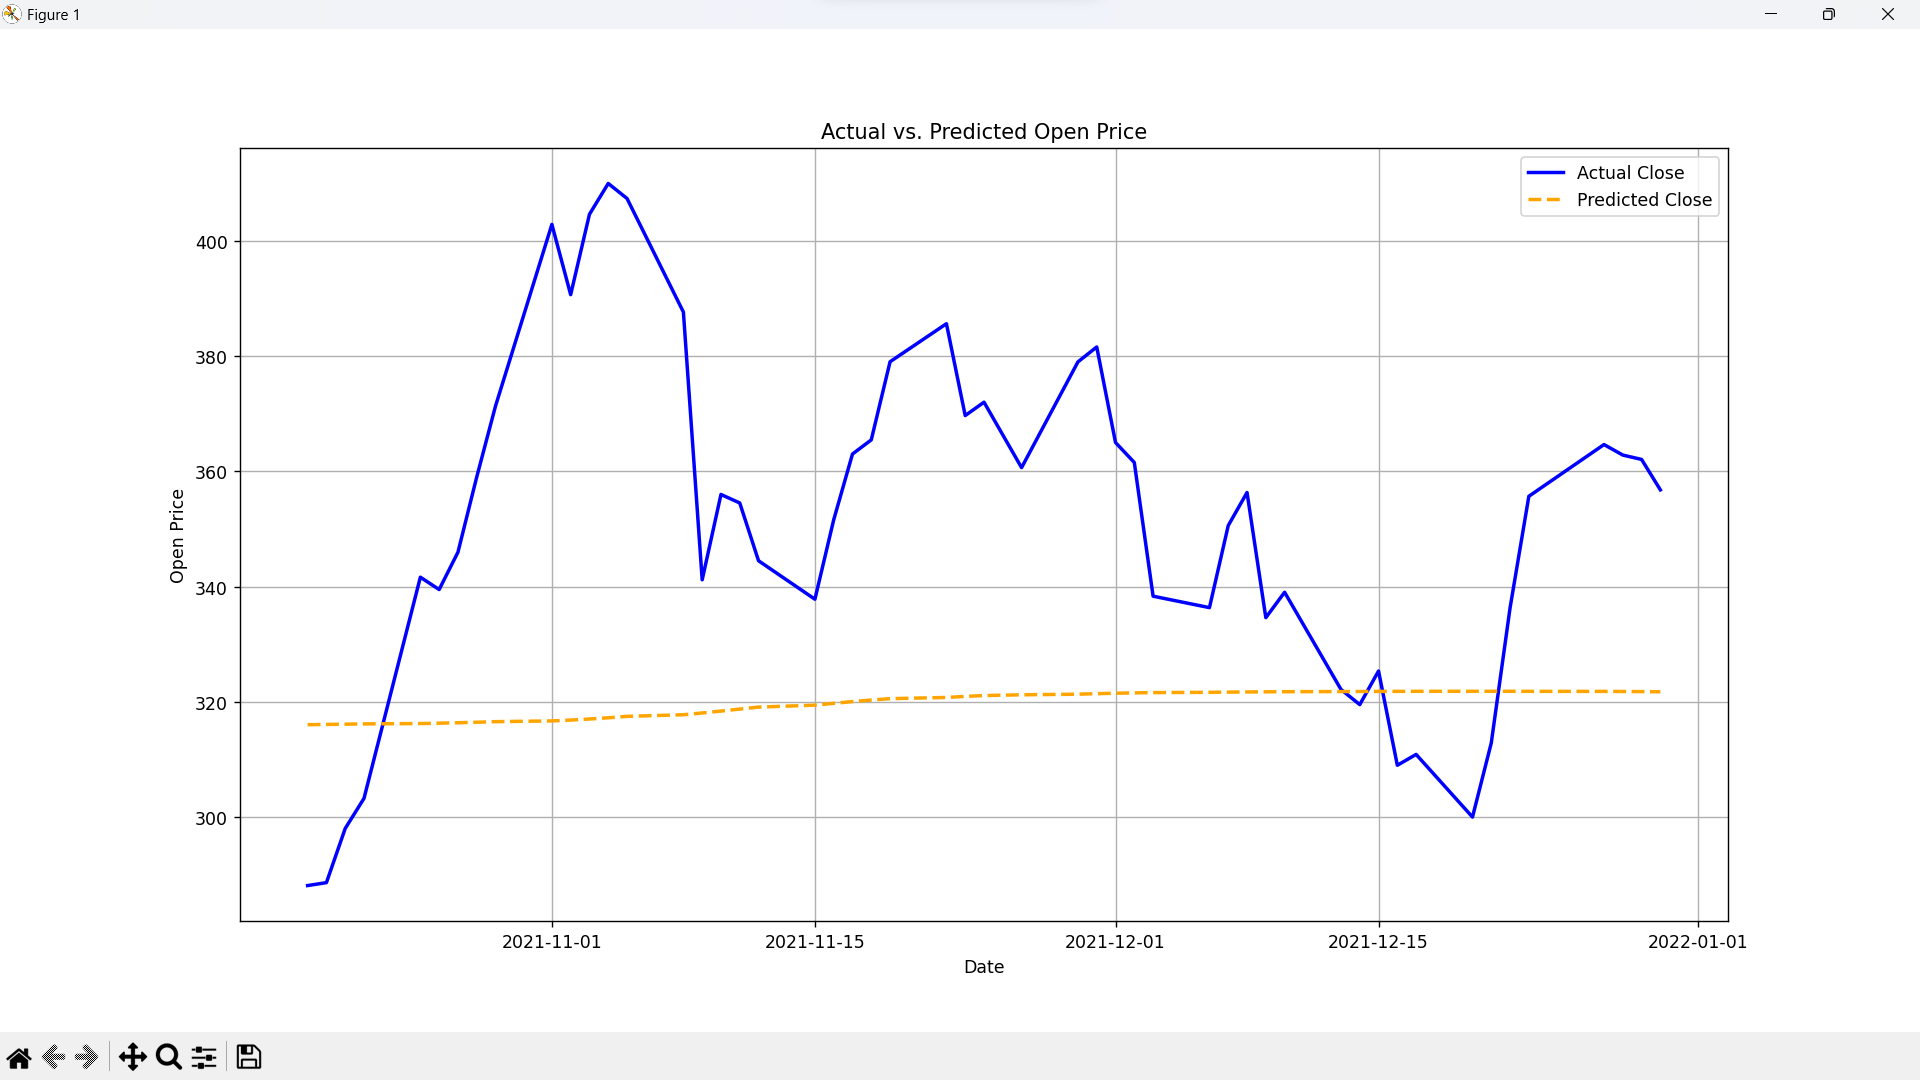 Figure 1
Actual vs. Predicted Open Price
Actual Close
Predicted Close
400
380
360
340
320
300
Open Price
2021-11-01
2021-11-15
2021-12-01
2021-12-15
2022-01-01
Date